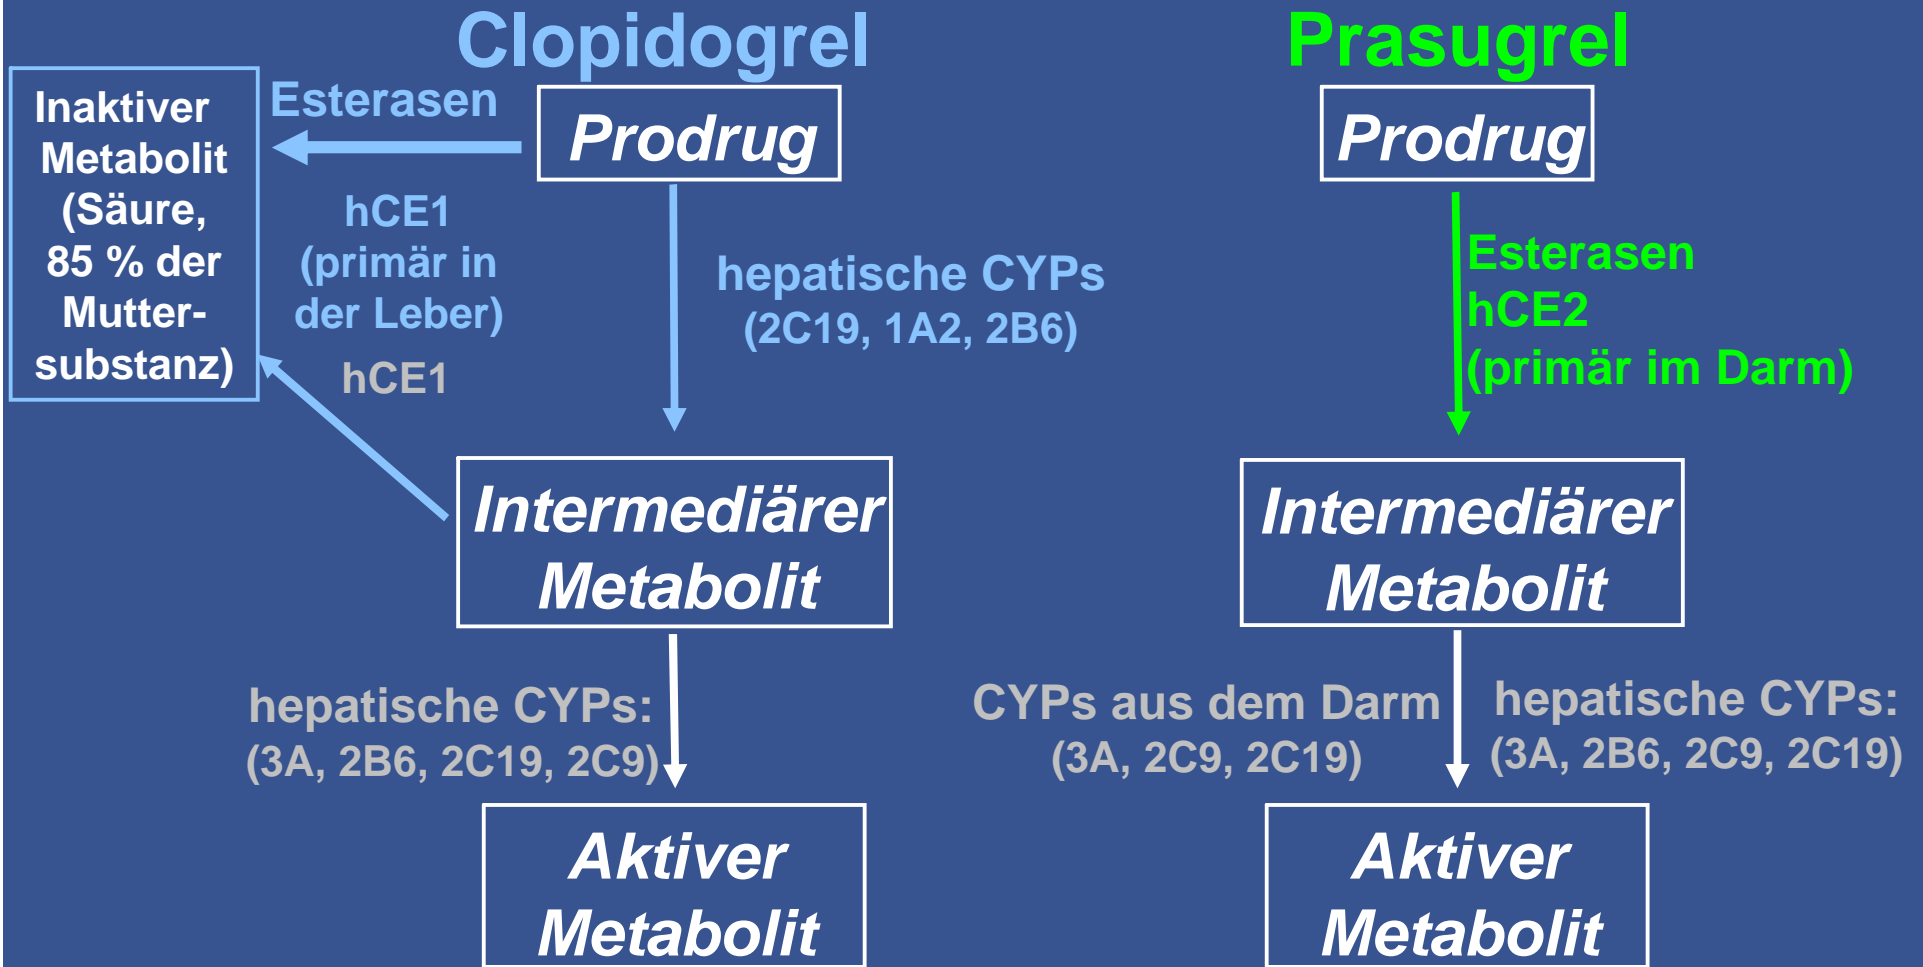 Clopidogrel
Prasugrel
Inaktiver
Metabolit
(Säure,
85 % der
Mutter-
substanz)
Esterasen
Prodrug
hCE1
(primär in
der Leber)
hCE1
hepatische CYPs
(2C19, 1A2, 2B6)
Intermediärer
Metabolit
hepatische CYPs:
(3A, 2B6, 2C19, 2C9)
Aktiver
Metabolit
Prodrug
Esterasen
hCE2
(primär im Darm)
Intermediärer
Metabolit
CYPs aus dem Darm
(3A, 2C9, 2C19)
hepatische CYPs:
(3A, 2B6, 2C9, 2C19)
Aktiver
Metabolit